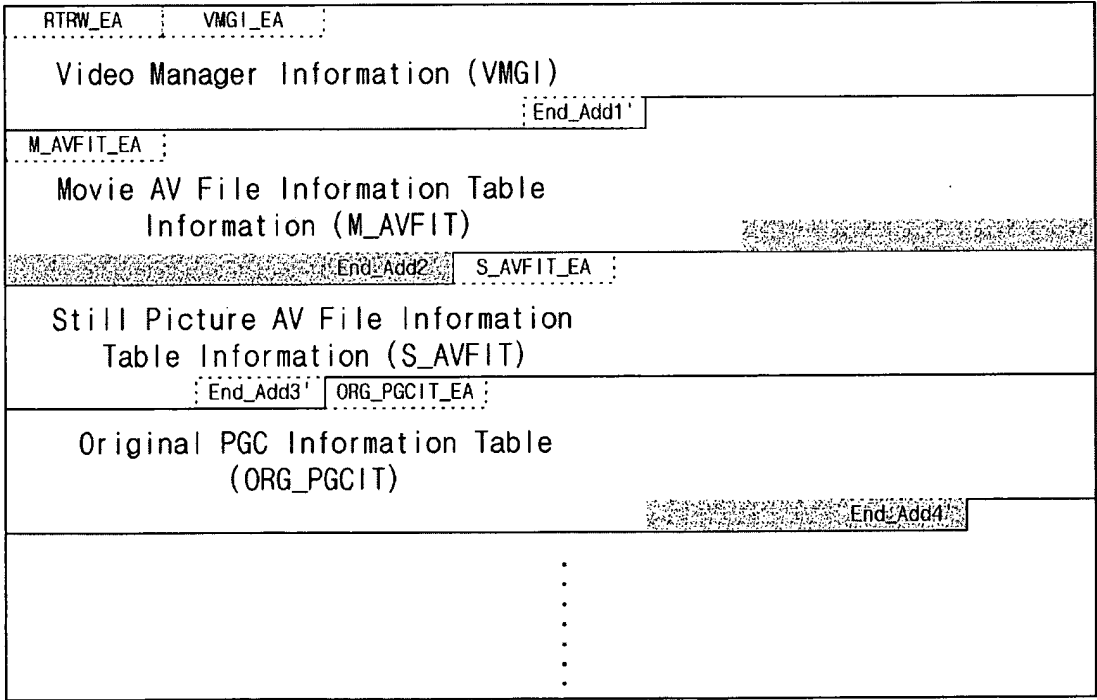 RTRW_EA VMGI_EA
Video Manager Information (VMGI)
End_Add1'
M_AVFIT_EA
Movie AV File Information Table
Information (M_AVFIT)
End_Add2' S_AVFIT_EA
Still Picture AV File Information
Table Information (S_AVFIT)
End_Add3' ORG_PGCIT_EA
Original PGC Information Table
(ORG_PGCIT)
End_Add4'